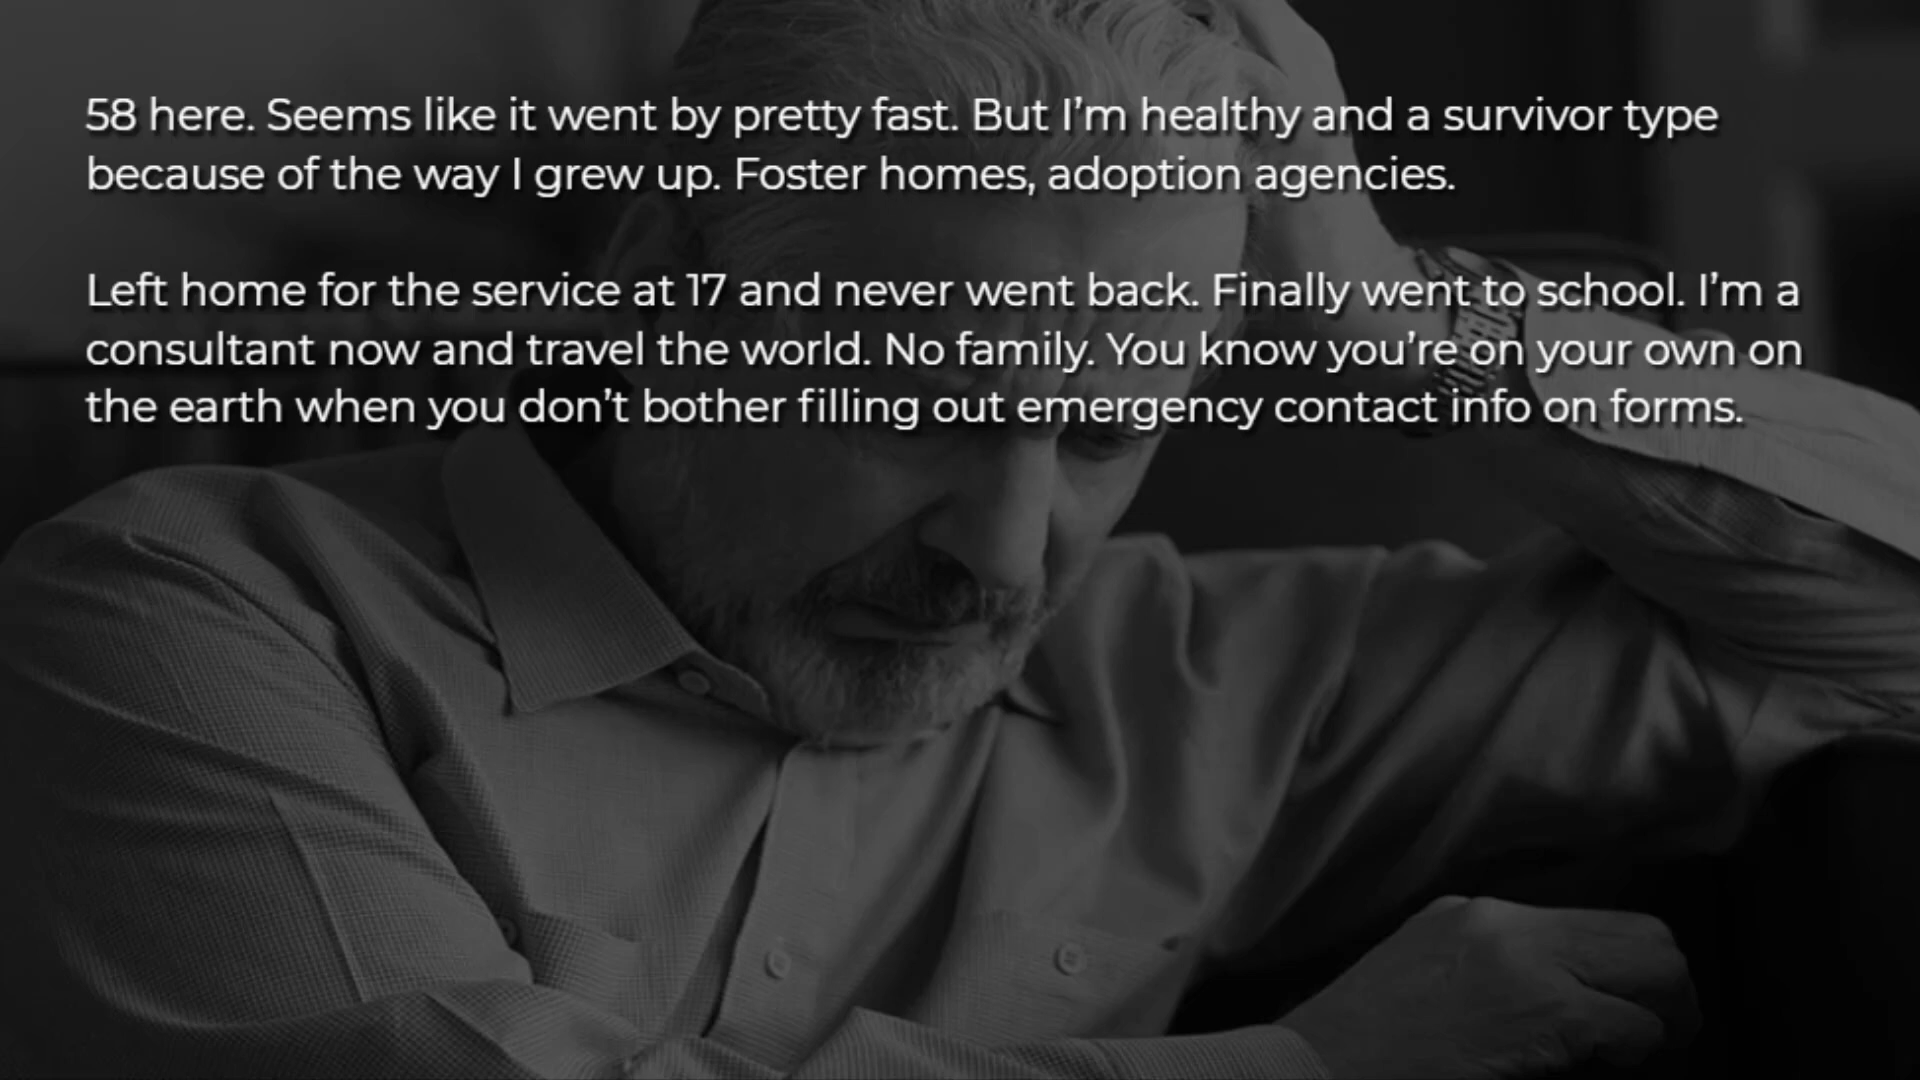 58 here. Seems like it went by pretty fast. But I’m healthy and a survivor type
because of the way I grew up. Foster homes, adoption agencies.
Left home for the service at 17 and never went back. Finally went to school. I’m a
consultant now and travel the world. No family. You know you’re on your own on
the earth when you don’t bother filling out emergency contact info on forms.